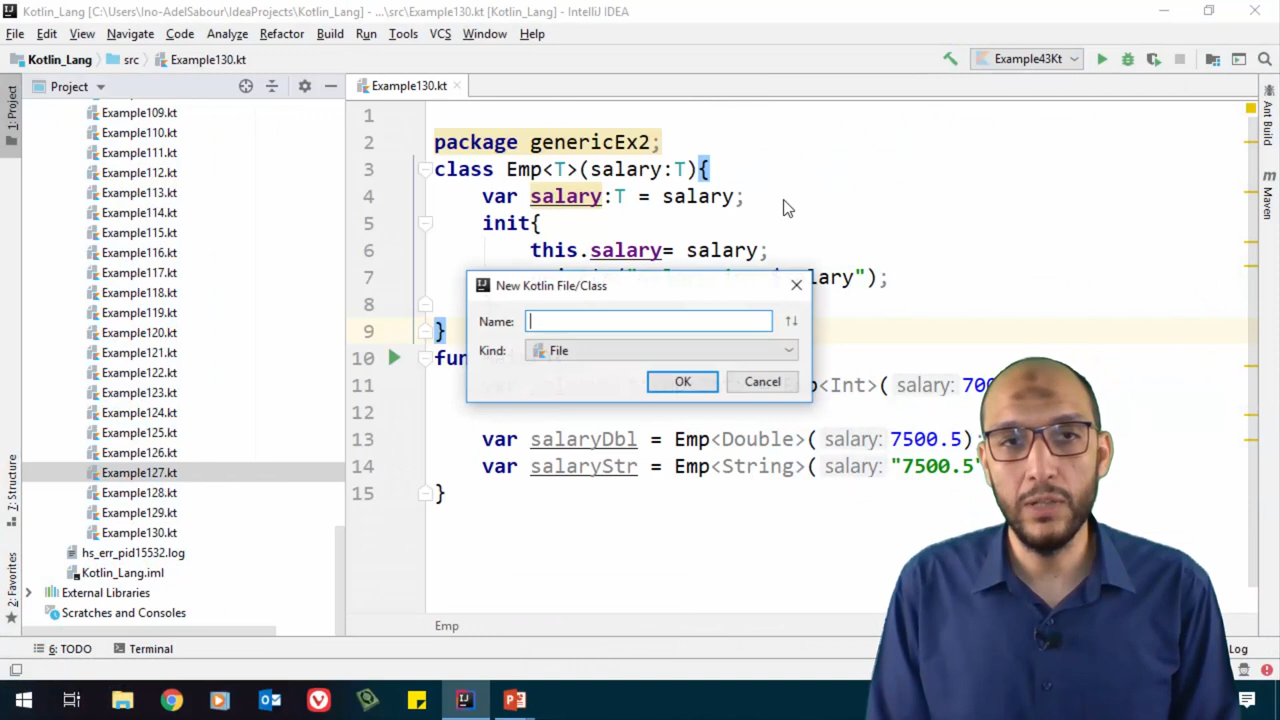 Kotlin_Lang [C:\Users\Ino-AdelSabour\IdeaProjects\Kotlin_Lang] - ...\src\Example130.kt [Kotlin_Lang] - IntelliJ IDEA
File Edit View Navigate Code Analyze Refactor Build Run Tools VCS Window Help
Kotlin_Lang src Example130.kt Example43Kt
1: Project
Project
Example130.kt
Example109.kt
Example110.kt
Example111.kt
Example112.kt
Example113.kt
Example114.kt
Example115.kt
Example116.kt
Example117.kt
Example118.kt
Example119.kt
Example120.kt
Example121.kt
Example122.kt
Example123.kt
Example124.kt
Example125.kt
Example126.kt
Example127.kt
Example128.kt
Example129.kt
Example130.kt
hs_err_pid15532.log
Kotlin_Lang.iml
External Libraries
Scratches and Consoles
7: Structure
2: Favorites
1
2 package genericEx2;
3 class Emp<T>(salary:T){
4 var salary:T = salary;
5 init{
6 this.salary= salary;
7 lary");
8
9 }
10 fun
11 p<Int>( salary: 700
12
13 var salaryDbl = Emp<Double>( salary: 7500.5);
14 var salaryStr = Emp<String>( salary: "7500.5"
15 }
New Kotlin File/Class
Name:
Kind: File
OK Cancel
Emp
Ant Build
m Maven
6: TODO Terminal Log